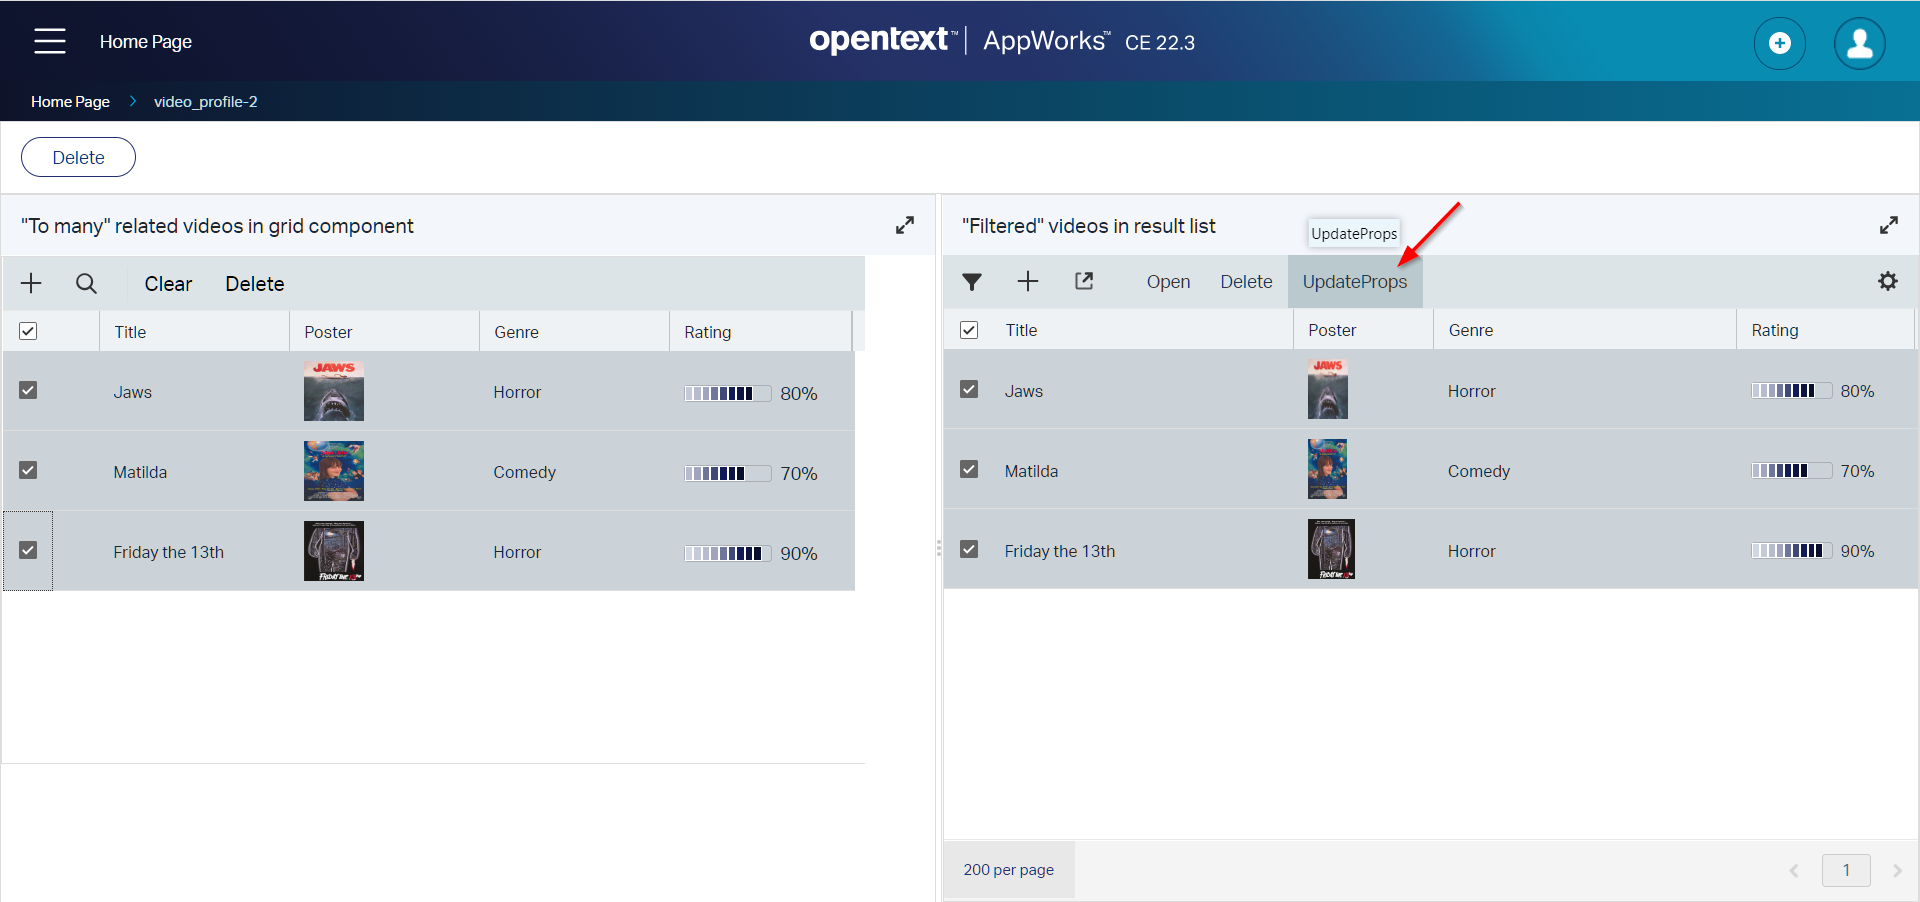 Home Page
opentext™ | AppWorks™ CE 22.3
Home Page > video_profile-2
Delete
"To many" related videos in grid component
Clear Delete
Title Poster Genre Rating
Jaws JAWS Horror 80%
Matilda Comedy 70%
Friday the 13th Horror 90%
"Filtered" videos in result list
UpdateProps
Open Delete UpdateProps
Title Poster Genre Rating
Jaws JAWS Horror 80%
Matilda Comedy 70%
Friday the 13th Horror 90%
200 per page
1